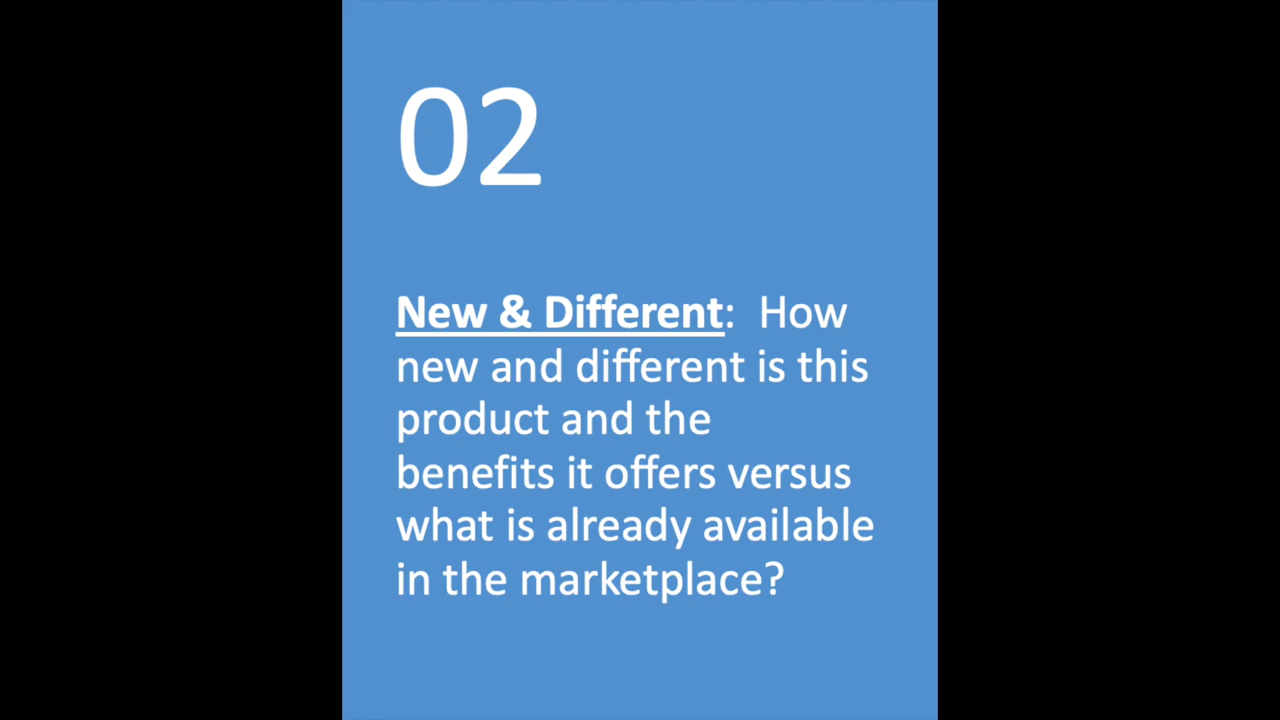 02
New & Different:  How
new and different is this
product and the
benefits it offers versus
what is already available
in the marketplace?